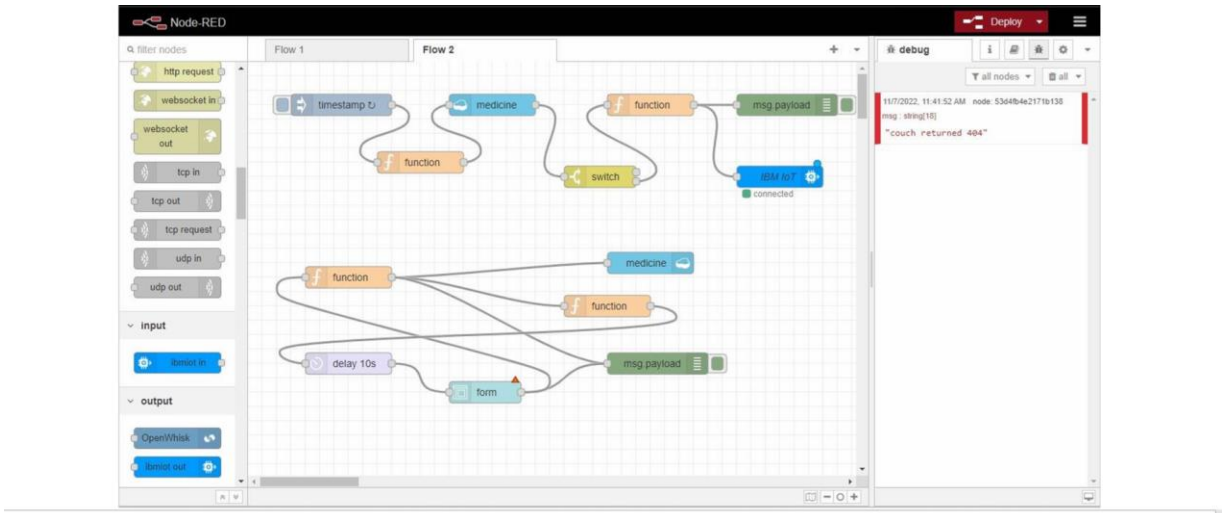 Node-RED
Deploy
filter nodes
Flow 1
Flow 2
debug
i
all nodes
all
http request
websocket in
websocket
out
tcp in
tcp out
tcp request
udp in
udp out
input
ibmiot in
output
OpenWhisk
ibmiot out
timestamp ↻
medicine
function
msg.payload
function
switch
IBM IoT
connected
function
medicine
function
delay 10s
msg.payload
form
11/7/2022, 11:41:52 AM node: 53d4fb4e2171b138
msg : string[18]
"couch returned 404"